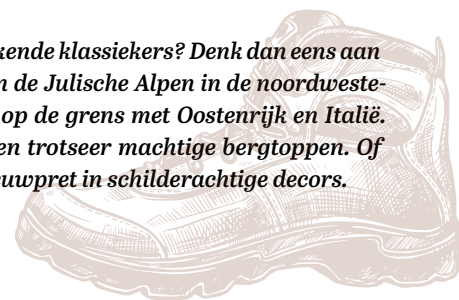 kende klassiekers? Denk dan eens aan
de Julische Alpen in de noordweste-
op de grens met Oostenrijk en Italië.
en trotseer machtige bergtoppen. Of
uwpret in schilderachtige decors.